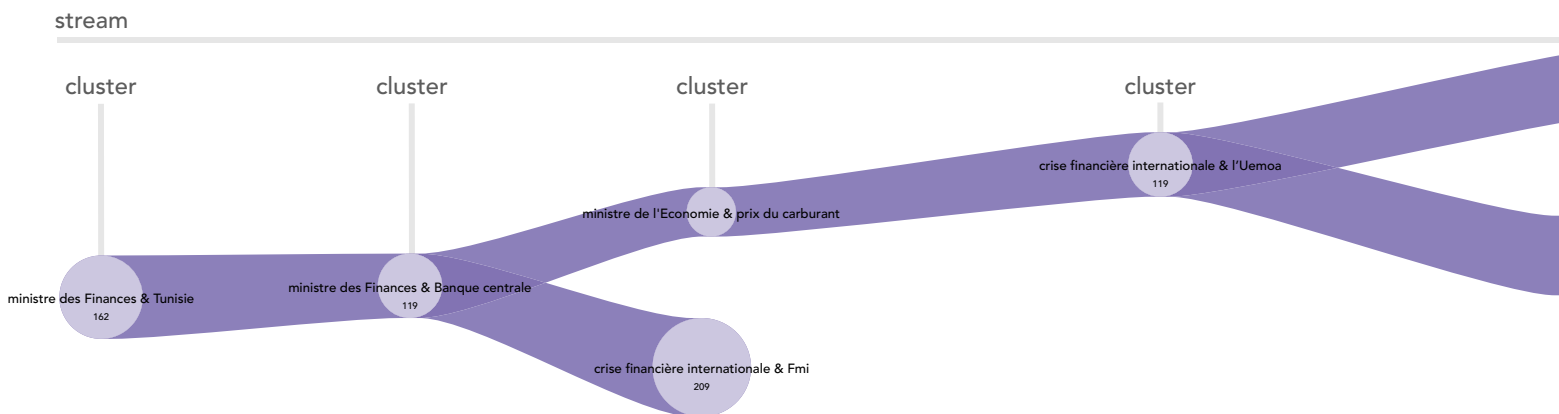 stream
cluster
cluster
cluster
cluster
crise financière internationale & l'Uemoa
119
ministre de l'Economie & prix du carburant
ministre des Finances & Banque centrale
119
ministre des Finances & Tunisie
162
crise financière internationale & Fmi
209